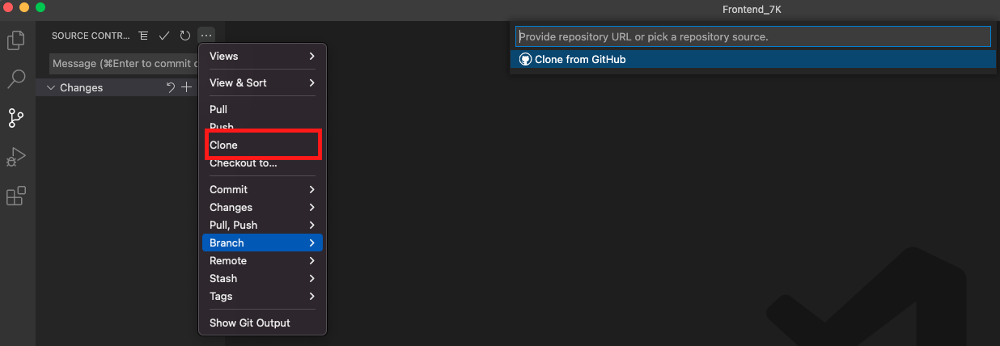 Frontend_7K
SOURCE CONTR...
Message (⌘Enter to commit
Changes
Views
View & Sort
Pull
Push
Clone
Checkout to...
Commit
Changes
Pull, Push
Branch
Remote
Stash
Tags
Show Git Output
Provide repository URL or pick a repository source.
Clone from GitHub